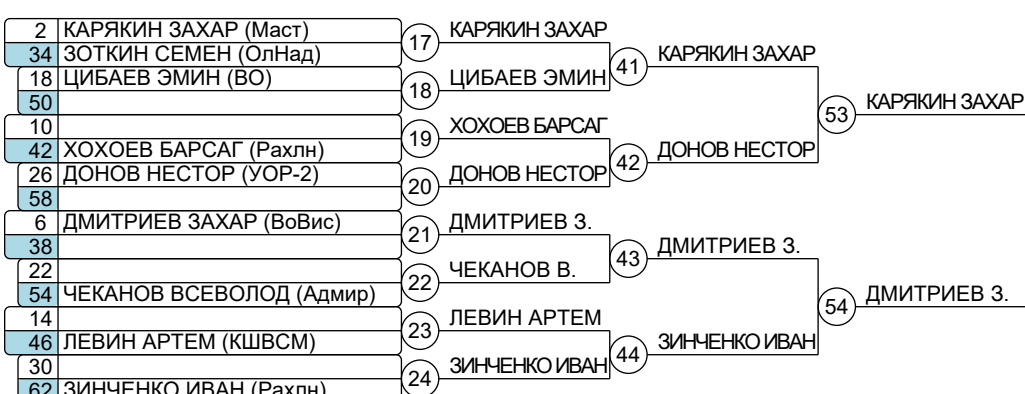 2 КАРЯКИН ЗАХАР (Маст)
34 ЗОТКИН СЕМЕН (ОлНад)
18 ЦИБАЕВ ЭМИН (ВО)
50
10
42 ХОХОЕВ БАРСАГ (Рахлн)
26 ДОНОВ НЕСТОР (УОР-2)
58
6 ДМИТРИЕВ ЗАХАР (ВоВис)
38
22
54 ЧЕКАНОВ ВСЕВОЛОД (Адмир)
14
46 ЛЕВИН АРТЕМ (КШВСМ)
30
62 ЗИНЧЕНКО ИВАН (Рахлн)
17 КАРЯКИН ЗАХАР
18 ЦИБАЕВ ЭМИН
19 ХОХОЕВ БАРСАГ
20 ДОНОВ НЕСТОР
21 ДМИТРИЕВ З.
22 ЧЕКАНОВ В.
23 ЛЕВИН АРТЕМ
24 ЗИНЧЕНКО ИВАН
41 КАРЯКИН ЗАХАР
42 ДОНОВ НЕСТОР
43 ДМИТРИЕВ З.
44 ЗИНЧЕНКО ИВАН
53 КАРЯКИН ЗАХАР
54 ДМИТРИЕВ З.